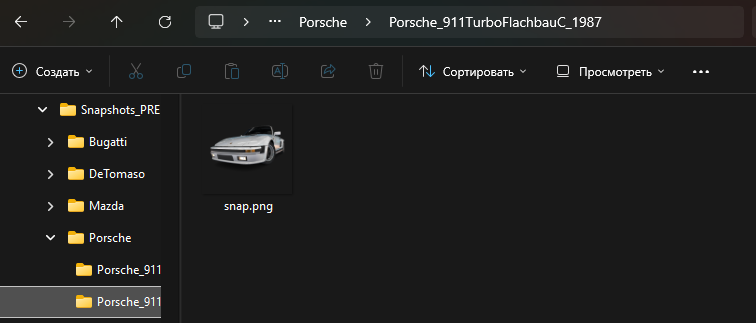 Porsche
Porsche_911TurboFlachbauC_1987
Создать
Сортировать
Просмотреть
Snapshots_PRE
Bugatti
DeTomaso
Mazda
Porsche
Porsche_911
Porsche_911
snap.png